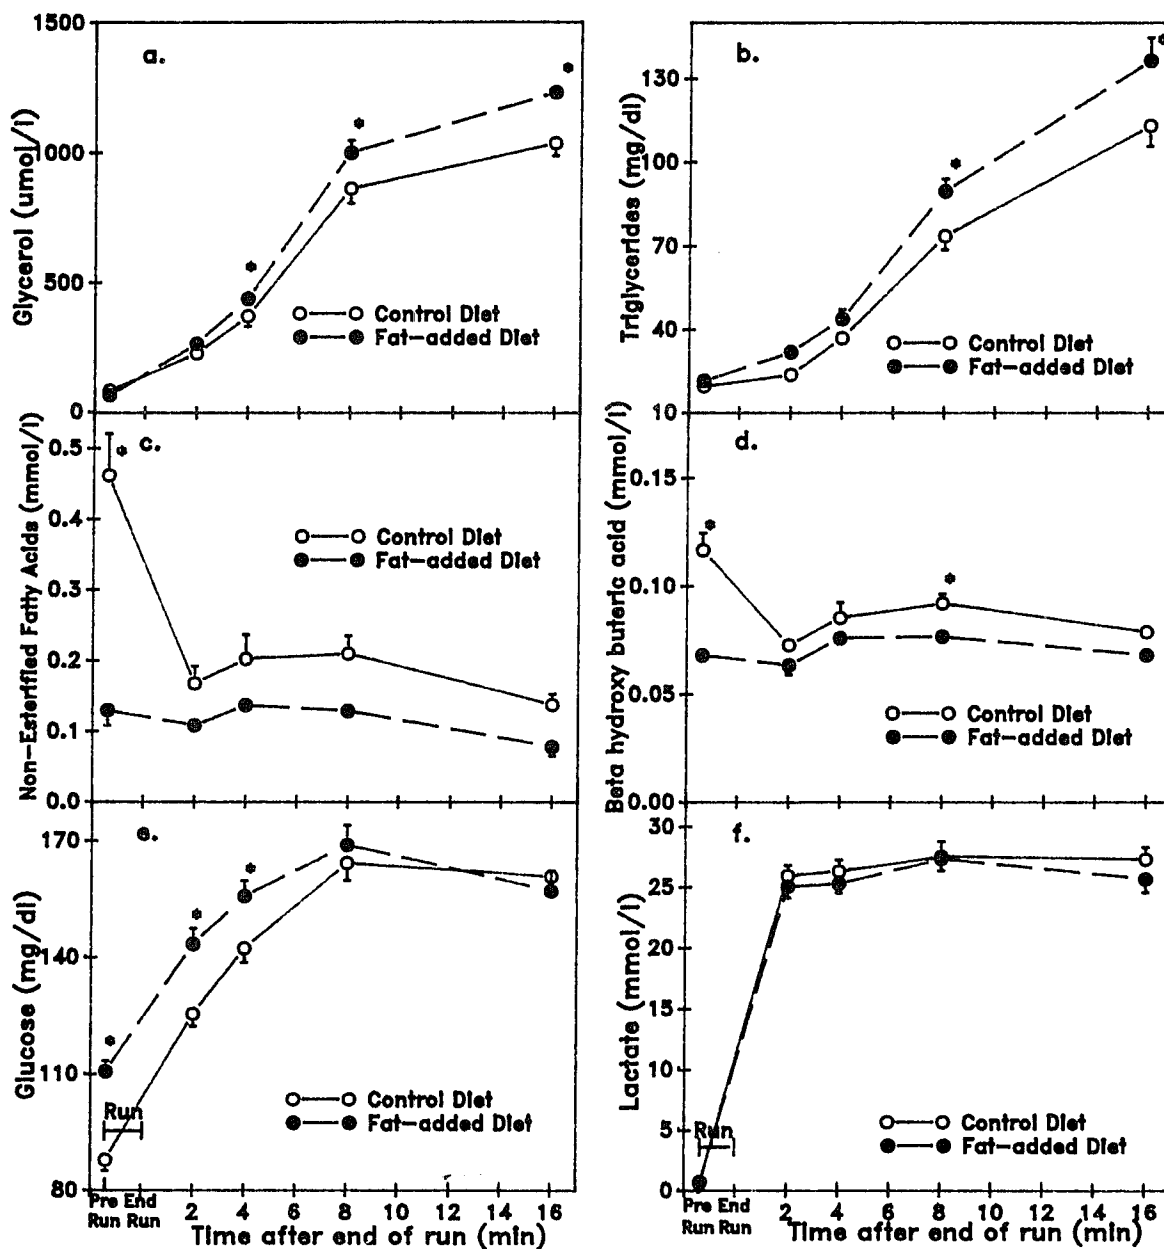 a.
1500
1000
500
0
Glycerol (umol/l)
*
*
*
Control Diet
Fat-added Diet
b.
130
100
70
40
10
Triglycerides (mg/dl)
*
*
Control Diet
Fat-added Diet
c.
0.5
0.4
0.3
0.2
0.1
0.0
Non-Esterified Fatty Acids (mmol/l)
*
Control Diet
Fat-added Diet
d.
0.15
0.10
0.05
0.00
Beta hydroxy buteric acid (mmol/l)
*
*
Control Diet
Fat-added Diet
e.
170
140
110
80
Glucose (mg/dl)
*
*
*
Control Diet
Fat-added Diet
Run
Pre End 2 4 6 8 10 12 14 16
Run Run
Time after end of run (min)
f.
30
25
20
15
10
5
0
Lactate (mmol/l)
Control Diet
Fat-added Diet
Run
Pre End 2 4 6 8 10 12 14 16
Run Run
Time after end of run (min)